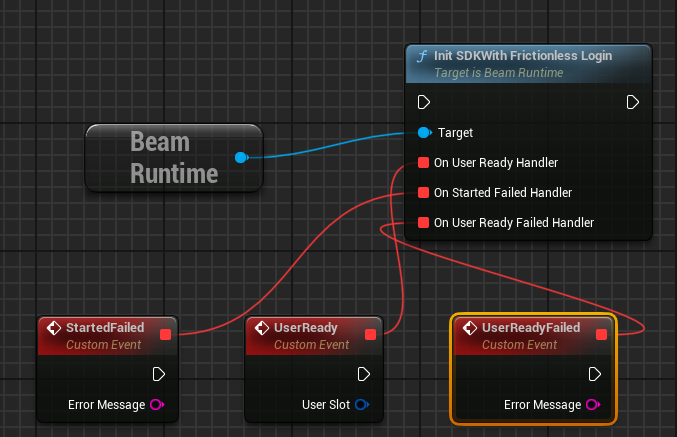 Init SDKWith Frictionless Login
Target is Beam Runtime
Beam
Runtime
Target
On User Ready Handler
On Started Failed Handler
On User Ready Failed Handler
StartedFailed
Custom Event
Error Message
UserReady
Custom Event
User Slot
UserReadyFailed
Custom Event
Error Message